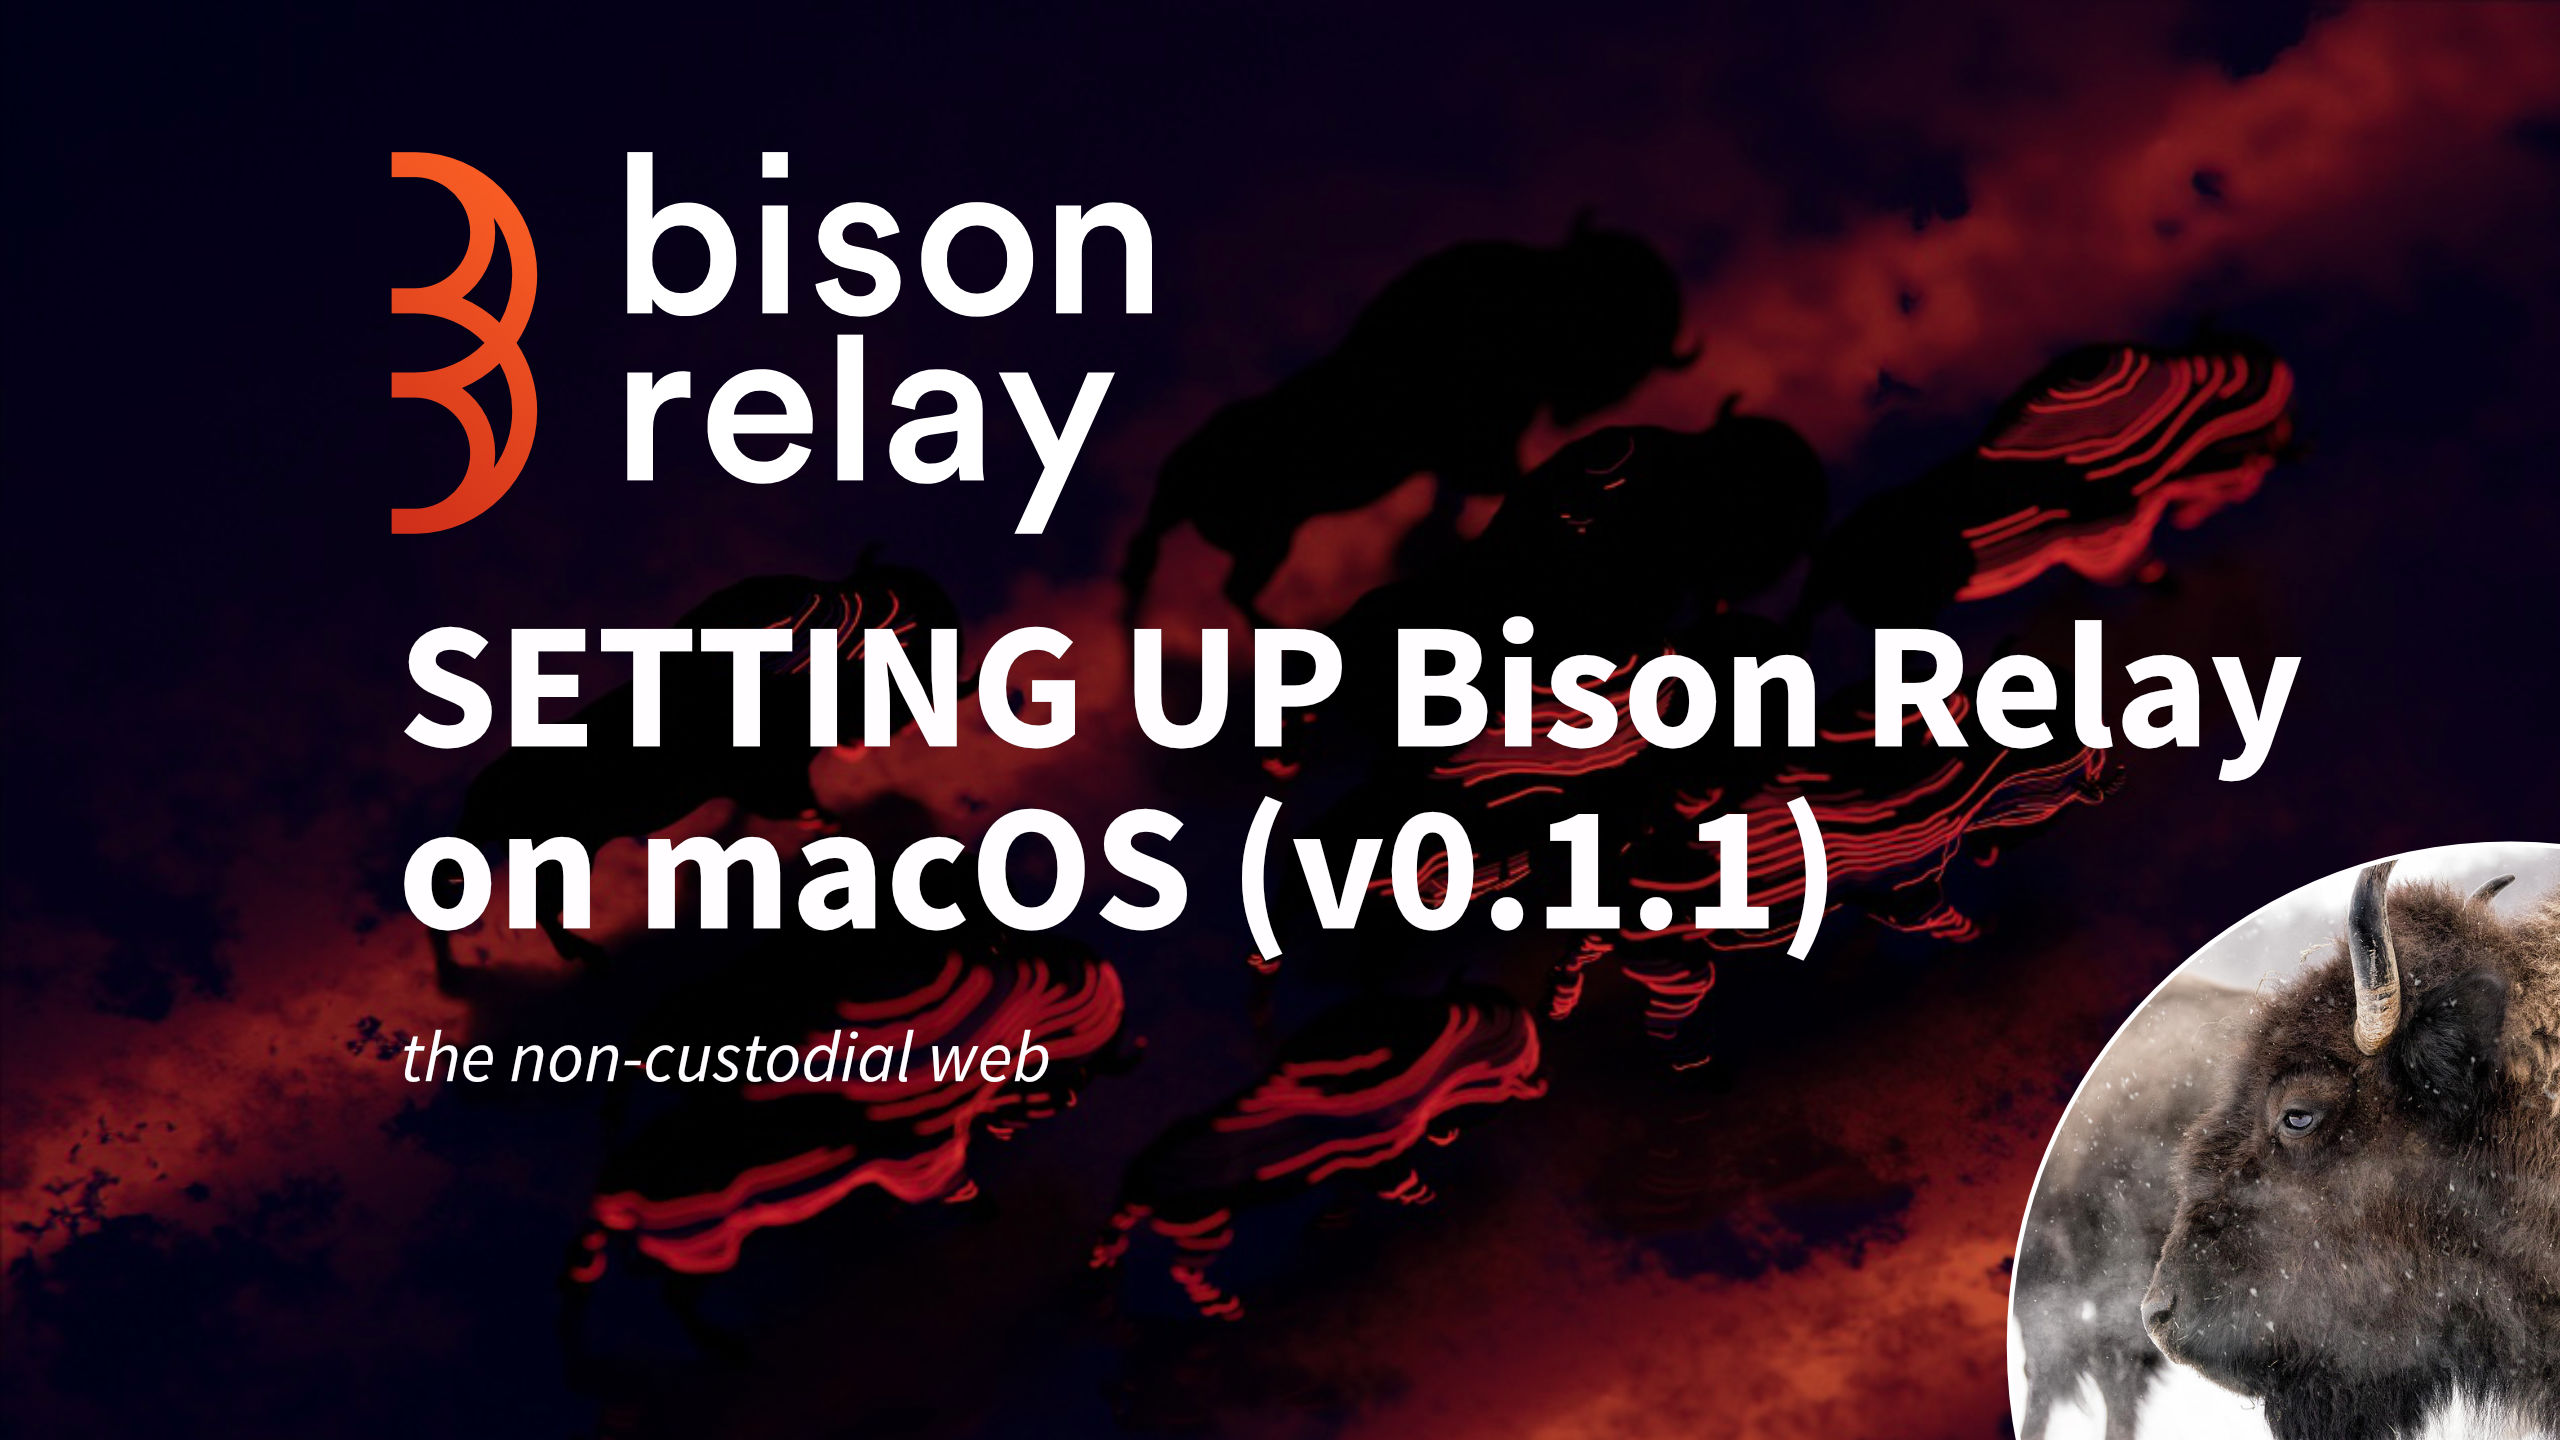 bison
relay
SETTING UP Bison Relay
on macOS (v0.1.1)
the non-custodial web